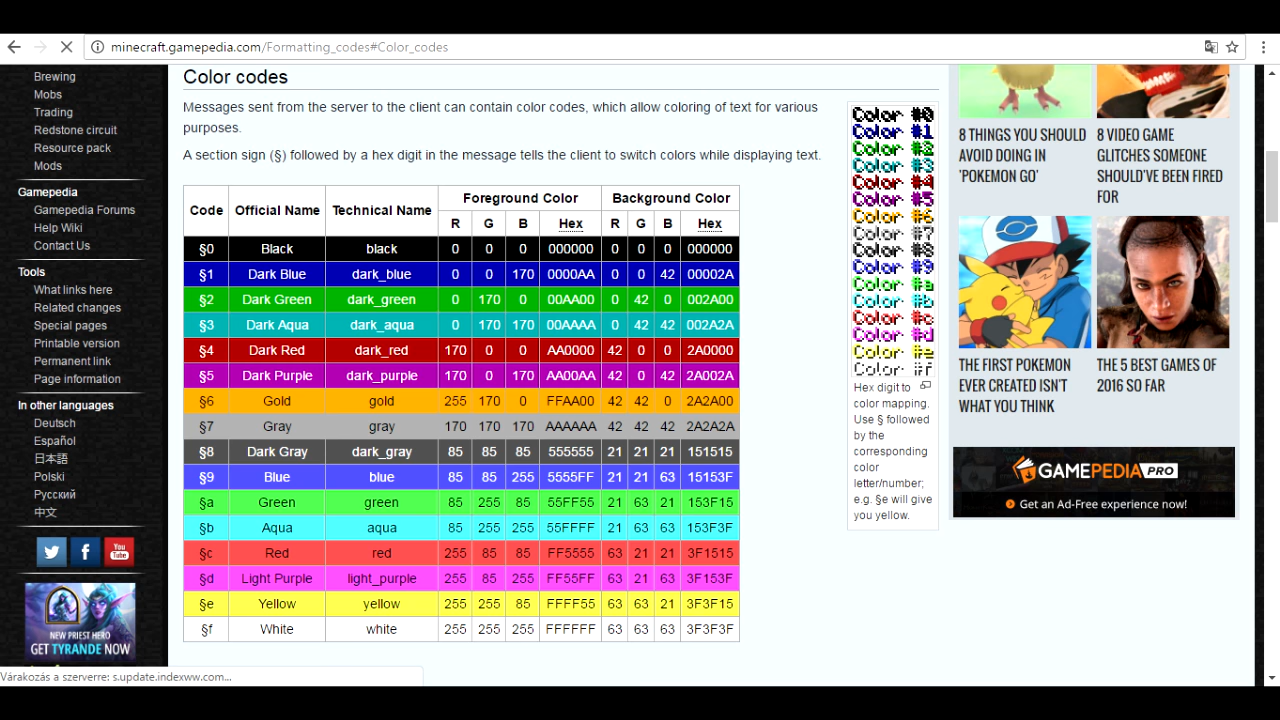 minecraft.gamepedia.com/Formatting_codes#Color_codes
Brewing
Mobs
Trading
Redstone circuit
Resource pack
Mods
Gamepedia
Gamepedia Forums
Help Wiki
Contact Us
Tools
What links here
Related changes
Special pages
Printable version
Permanent link
Page information
In other languages
Deutsch
Español
日本語
Polski
Русский
中文
You
Tube
NEW PRIEST HERO
GET TYRANDE NOW
Color codes
Messages sent from the server to the client can contain color codes, which allow coloring of text for various
purposes.
A section sign (§) followed by a hex digit in the message tells the client to switch colors while displaying text.
Code Official Name Technical Name Foreground Color Background Color
R G B Hex R G B Hex
§0 Black black 0 0 0 000000 0 0 0 000000
§1 Dark Blue dark_blue 0 0 170 0000AA 0 0 42 00002A
§2 Dark Green dark_green 0 170 0 00AA00 0 42 0 002A00
§3 Dark Aqua dark_aqua 0 170 170 00AAAA 0 42 42 002A2A
§4 Dark Red dark_red 170 0 0 AA0000 42 0 0 2A0000
§5 Dark Purple dark_purple 170 0 170 AA00AA 42 0 42 2A002A
§6 Gold gold 255 170 0 FFAA00 42 42 0 2A2A00
§7 Gray gray 170 170 170 AAAAAA 42 42 42 2A2A2A
§8 Dark Gray dark_gray 85 85 85 555555 21 21 21 151515
§9 Blue blue 85 85 255 5555FF 21 21 63 15153F
§a Green green 85 255 85 55FF55 21 63 21 153F15
§b Aqua aqua 85 255 255 55FFFF 21 63 63 153F3F
§c Red red 255 85 85 FF5555 63 21 21 3F1515
§d Light Purple light_purple 255 85 255 FF55FF 63 21 63 3F153F
§e Yellow yellow 255 255 85 FFFF55 63 63 21 3F3F15
§f White white 255 255 255 FFFFFF 63 63 63 3F3F3F
Color #0
Color #1
Color #2
Color #3
Color #4
Color #5
Color #6
Color #7
Color #8
Color #9
Color #a
Color #b
Color #c
Color #d
Color #e
Color #f
Hex digit to
color mapping.
Use § followed
by the
corresponding
color
letter/number;
e.g. §e will give
you yellow.
8 THINGS YOU SHOULD
AVOID DOING IN
'POKEMON GO'
8 VIDEO GAME
GLITCHES SOMEONE
SHOULD'VE BEEN FIRED
FOR
THE FIRST POKEMON
EVER CREATED ISN'T
WHAT YOU THINK
THE 5 BEST GAMES OF
2016 SO FAR
GAMEPEDIA PRO
Get an Ad-Free experience now!
Várakozás a szerverre: s.update.indexww.com...